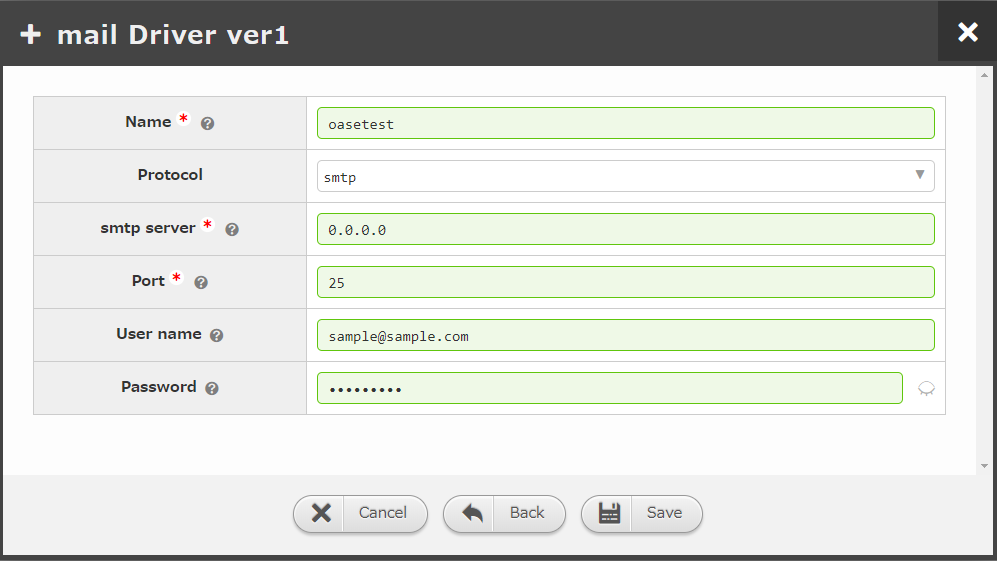 mail Driver ver1
Name * oasetest
Protocol smtp
smtp server * 0.0.0.0
Port * 25
User name sample@sample.com
Password •••••••••
Cancel Back Save